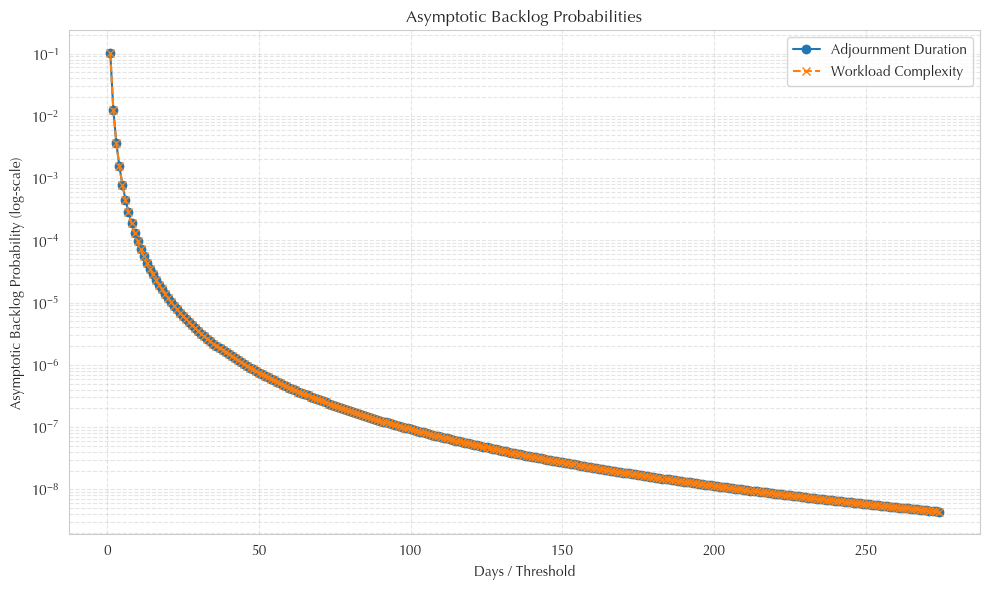 Asymptotic Backlog Probabilities
Adjournment Duration
Workload Complexity
Asymptotic Backlog Probability (log-scale)
10⁻¹
10⁻²
10⁻³
10⁻⁴
10⁻⁵
10⁻⁶
10⁻⁷
10⁻⁸
0 50 100 150 200 250
Days / Threshold